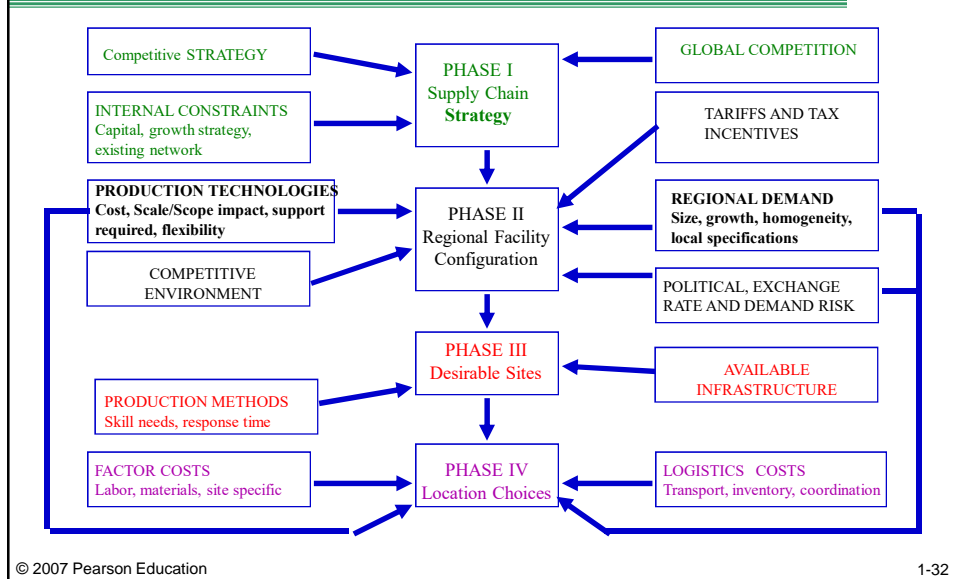 Competitive STRATEGY
GLOBAL COMPETITION
PHASE I
Supply Chain
Strategy
INTERNAL CONSTRAINTS
Capital, growth strategy,
existing network
TARIFFS AND TAX
INCENTIVES
PRODUCTION TECHNOLOGIES
Cost, Scale/Scope impact, support
required, flexibility
PHASE II
Regional Facility
Configuration
REGIONAL DEMAND
Size, growth, homogeneity,
local specifications
COMPETITIVE
ENVIRONMENT
POLITICAL, EXCHANGE
RATE AND DEMAND RISK
PHASE III
Desirable Sites
AVAILABLE
INFRASTRUCTURE
PRODUCTION METHODS
Skill needs, response time
FACTOR COSTS
Labor, materials, site specific
PHASE IV
Location Choices
LOGISTICS COSTS
Transport, inventory, coordination
© 2007 Pearson Education
1-32